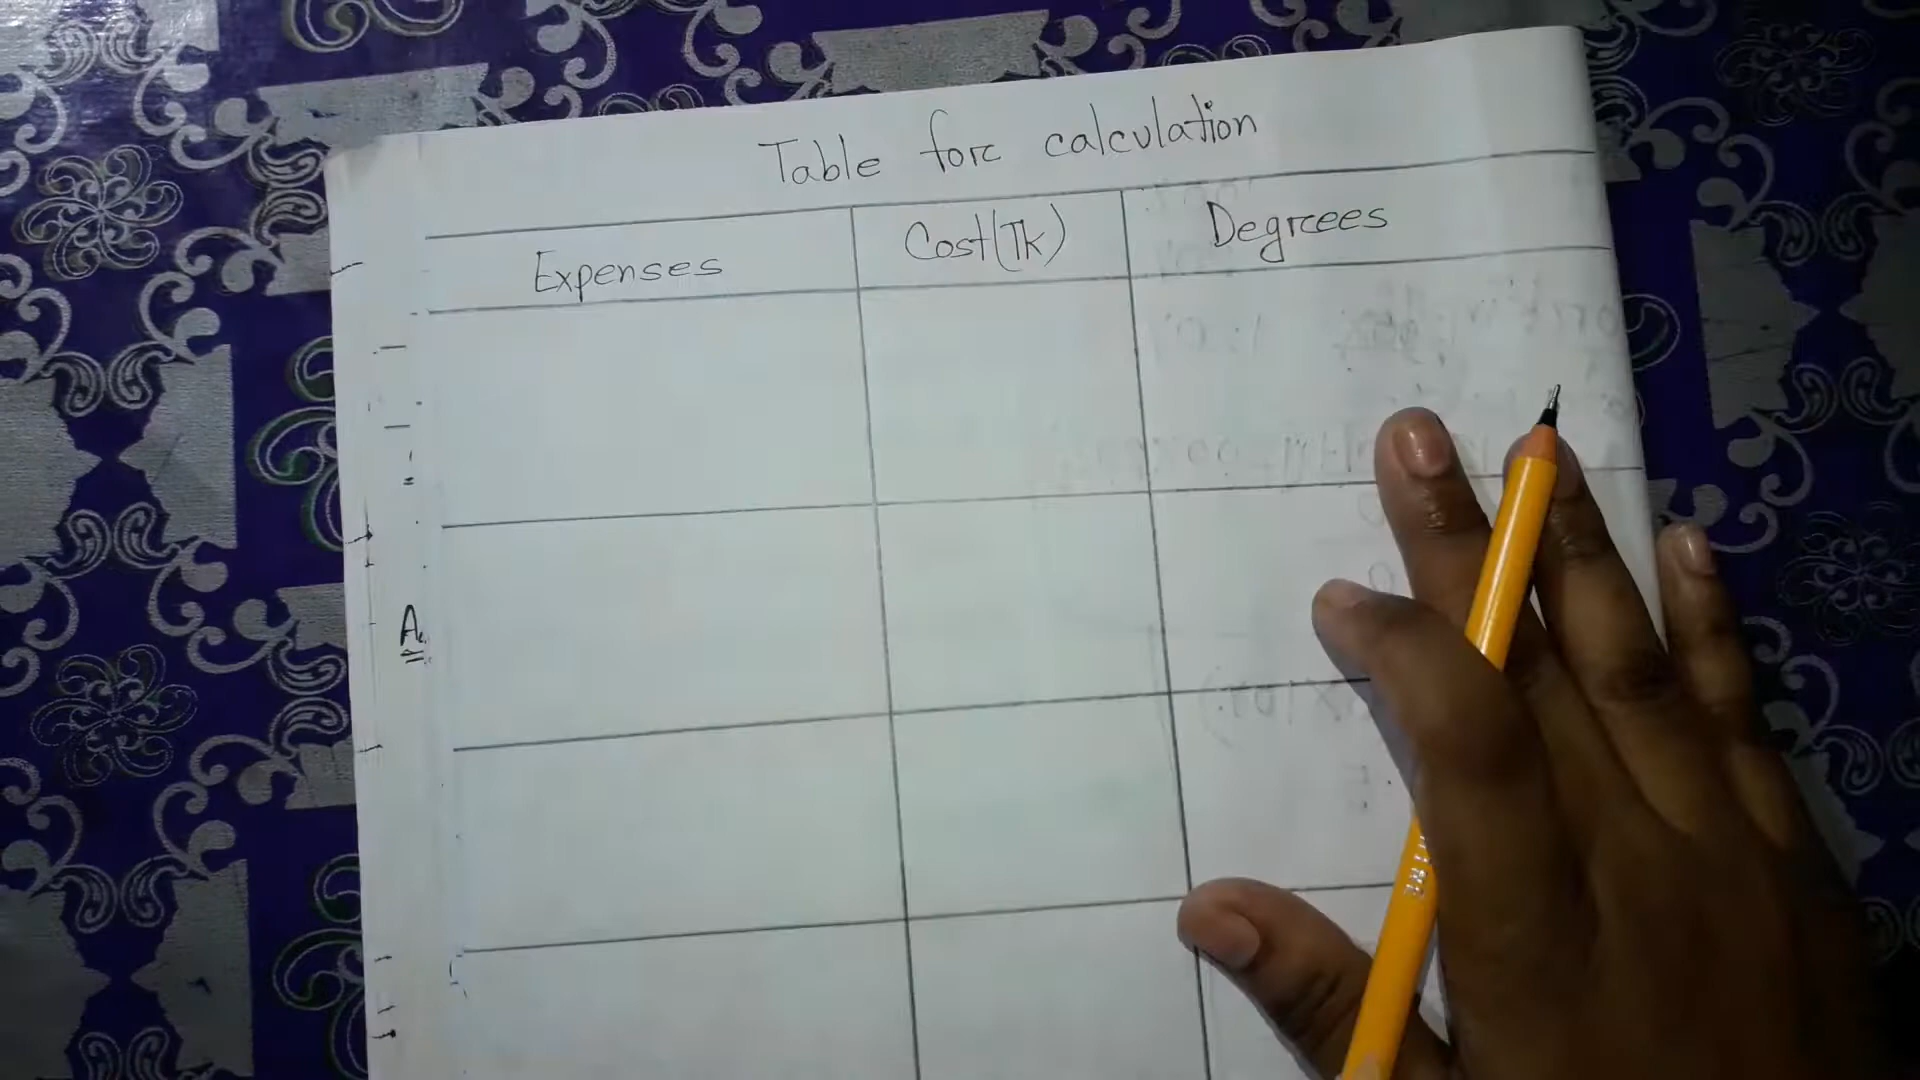 Table for calculation
Expenses Cost(Tk) Degrees
A